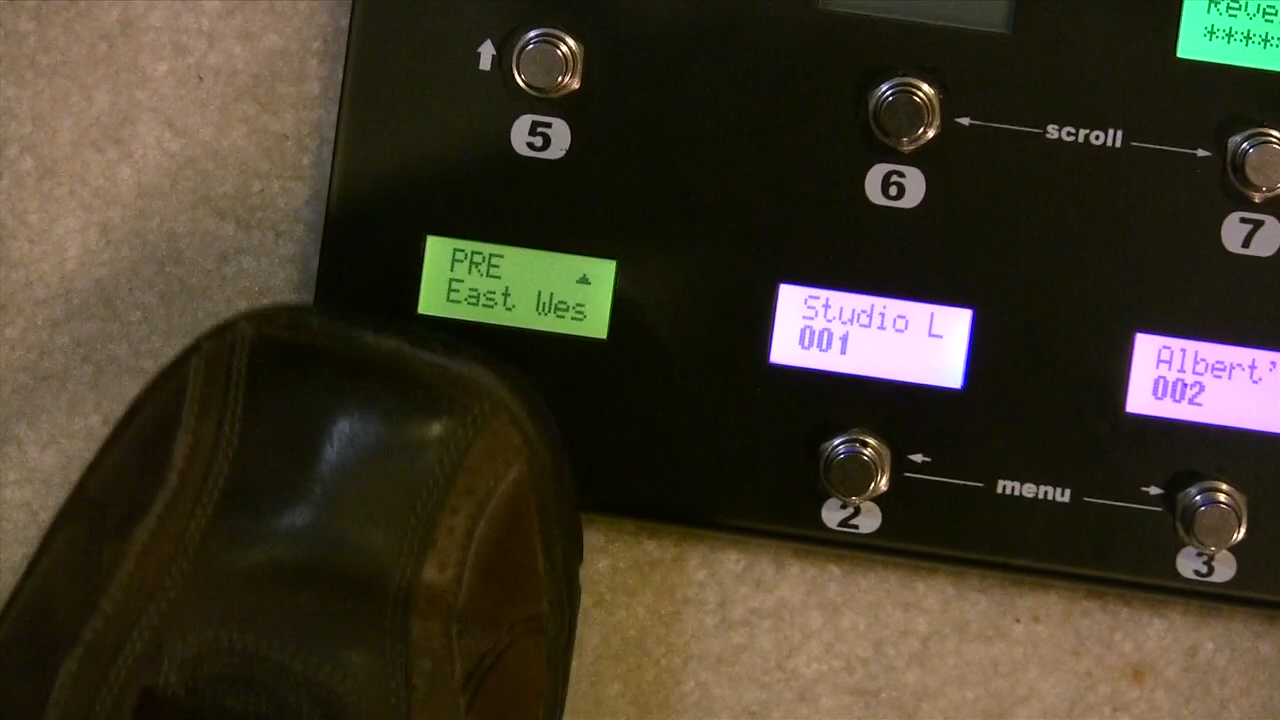 Reve
****
5
6
scroll
7
PRE
East Wes
Studio L
001
Albert'
002
menu
2
3